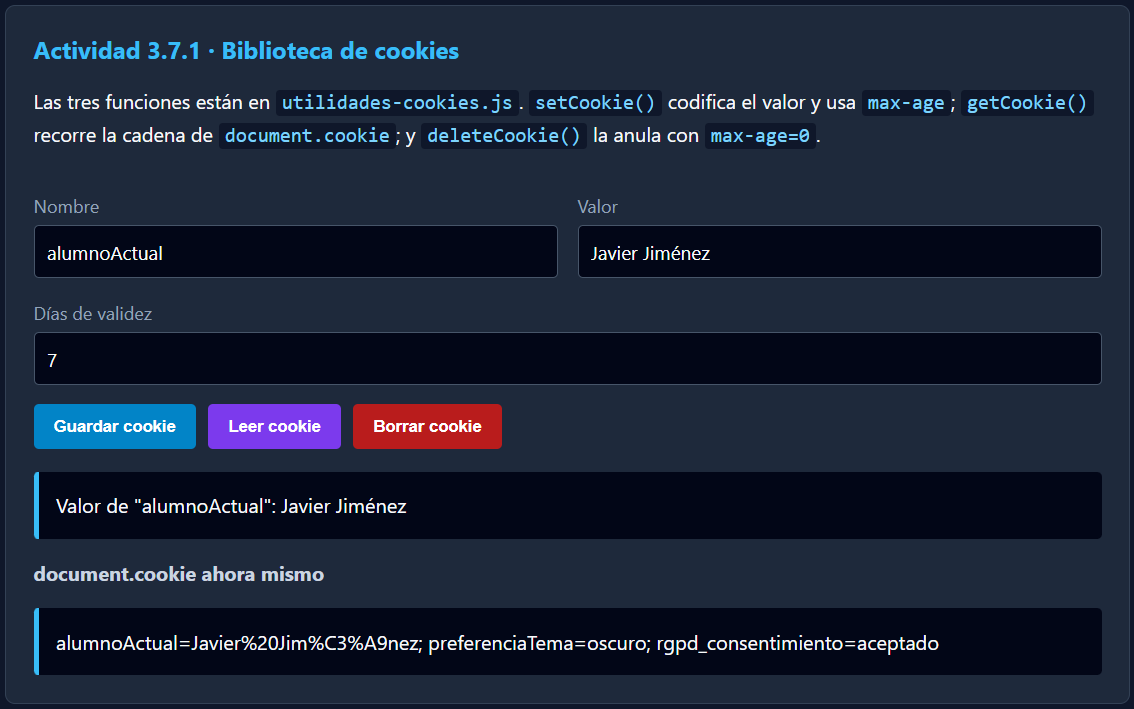 Actividad 3.7.1 · Biblioteca de cookies
Las tres funciones están en utilidades-cookies.js . setCookie() codifica el valor y usa max-age ; getCookie()
recorre la cadena de document.cookie ; y deleteCookie() la anula con max-age=0 .
Nombre
Valor
alumnoActual
Javier Jiménez
Días de validez
7
Guardar cookie
Leer cookie
Borrar cookie
Valor de "alumnoActual": Javier Jiménez
document.cookie ahora mismo
alumnoActual=Javier%20Jim%C3%A9nez; preferenciaTema=oscuro; rgpd_consentimiento=aceptado